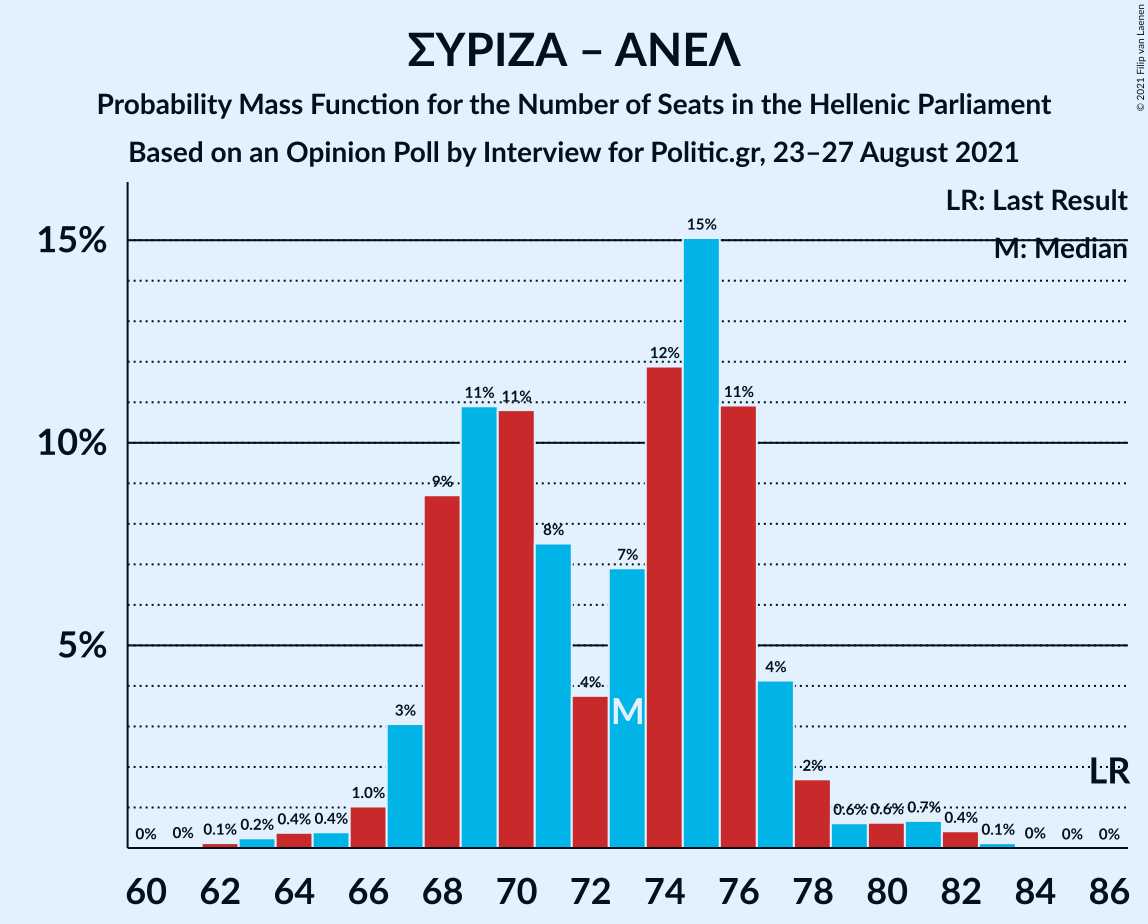 ΣΥΡΙΖΑ – ΑΝΕΛ
Probability Mass Function for the Number of Seats in the Hellenic Parliament
Based on an Opinion Poll by Interview for Politic.gr, 23–27 August 2021
© 2021 Filip van Laenen
LR: Last Result
M: Median
15%
10%
5%
0% 0% 0.1% 0.2% 0.4% 0.4% 1.0% 3% 9% 11% 11% 8% 4% 7% 12% 15% 11% 4% 2% 0.6% 0.6% 0.7% 0.4% 0.1% 0% 0% 0%
M
LR
60 62 64 66 68 70 72 74 76 78 80 82 84 86